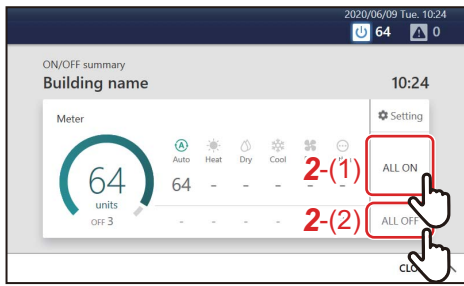 2020/06/09 Tue. 10:24
64 0
ON/OFF summary
Building name 10:24
Meter
Setting
Auto Heat Dry Cool
64 - - - - -
64
units
OFF 3
- - - - - -
2-(1)
ALL ON
2-(2)
ALL OFF